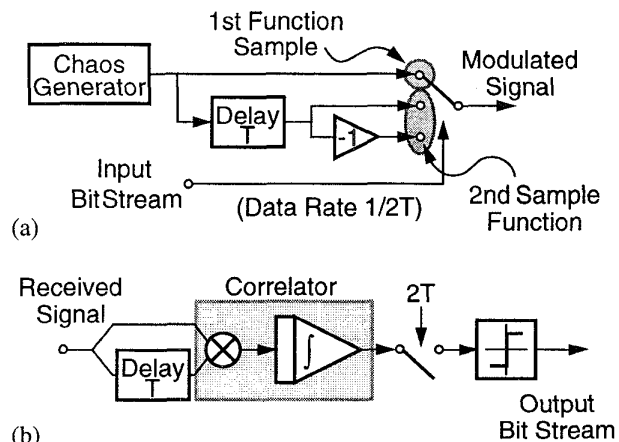 1st Function
Sample
Chaos
Generator
Modulated
Signal
Delay
T
-1
Input
BitStream
(Data Rate 1/2T)
2nd Sample
Function
(a)
Received
Signal
Correlator
2T
Delay
T
∫
Output
Bit Stream
(b)